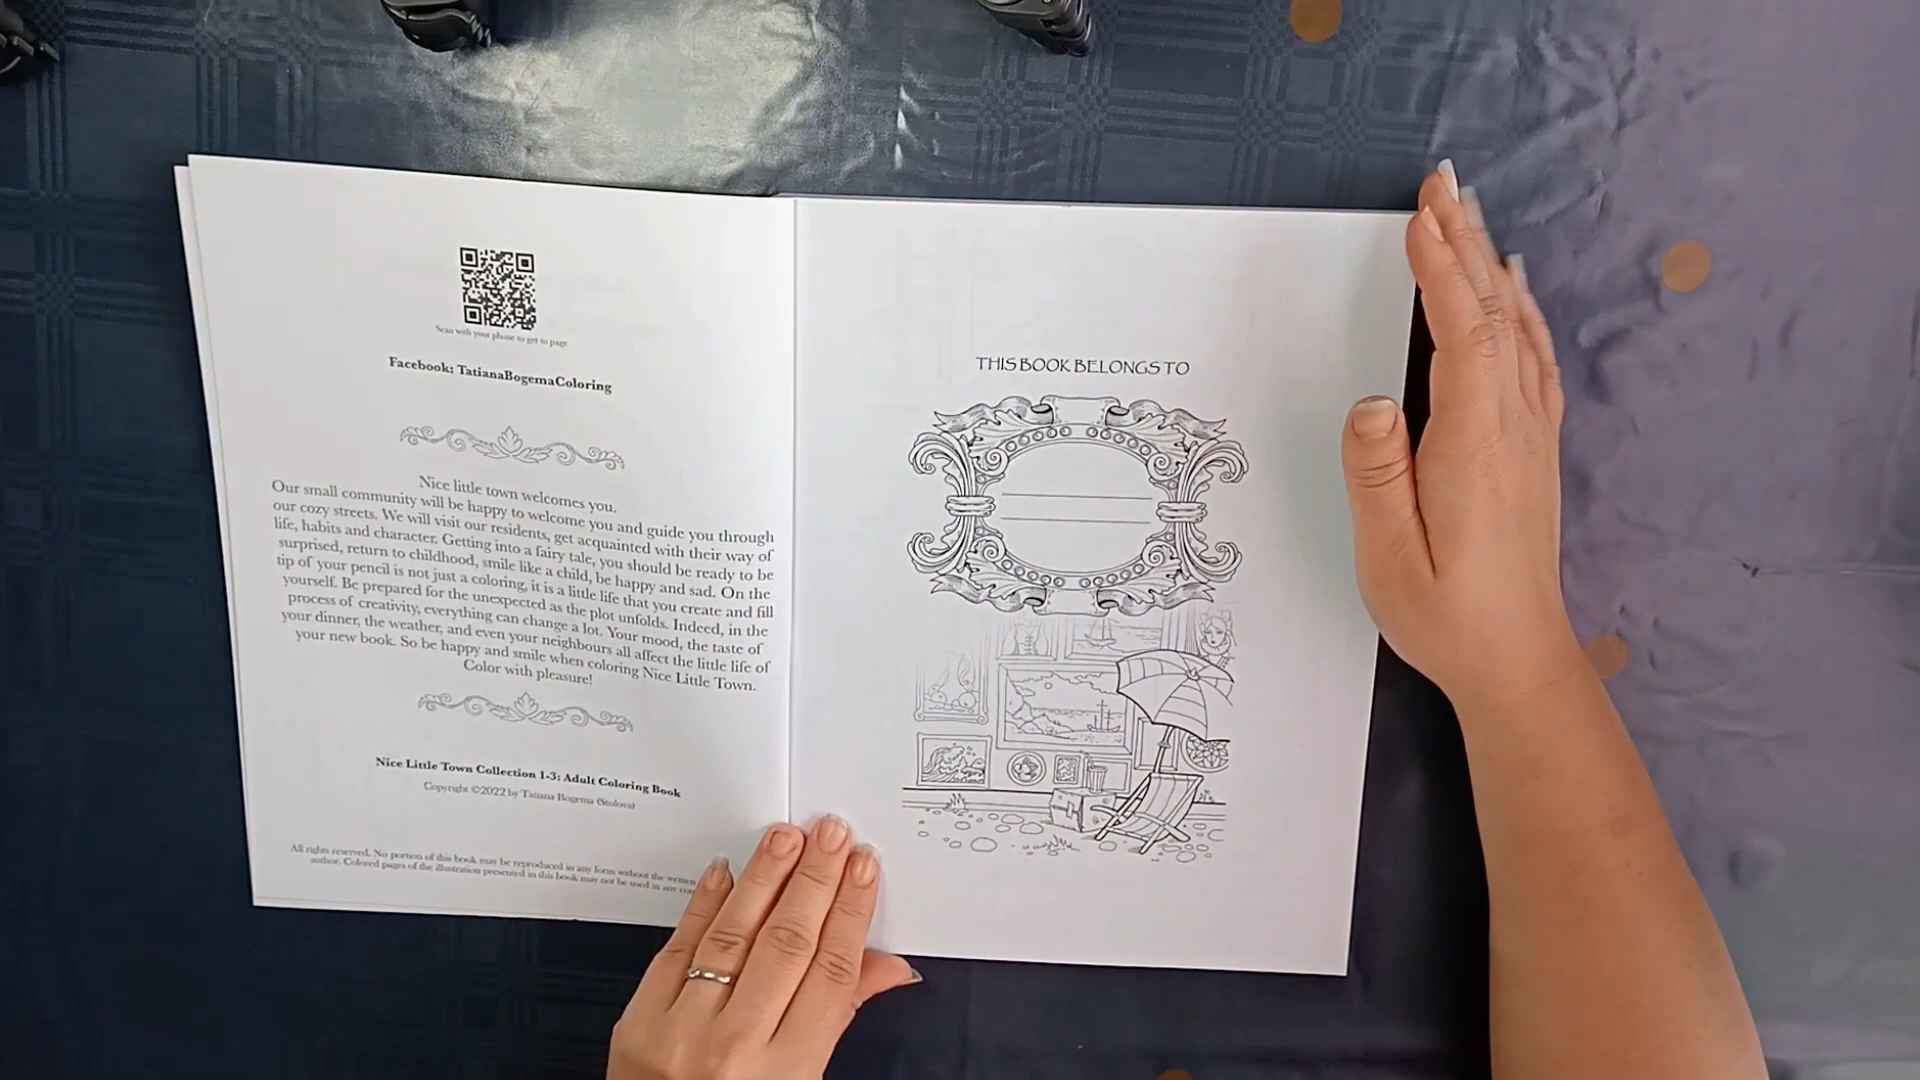 Scan with your phone to get to page
Facebook: TatianaBogemaColoring
Nice little town welcomes you.
Our small community will be happy to welcome you and guide you through
our cozy streets. We will visit our residents, get acquainted with their way of
life, habits and character. Getting into a fairy tale, you should be ready to be
surprised, return to childhood, smile like a child, be happy and sad. On the
tip of your pencil is not just a coloring, it is a little life that you create and fill
yourself. Be prepared for the unexpected as the plot unfolds. Indeed, in the
process of creativity, everything can change a lot. Your mood, the taste of
your dinner, the weather, and even your neighbours all affect the little life of
your new book. So be happy and smile when coloring Nice Little Town.
Color with pleasure!
Nice Little Town Collection 1-3: Adult Coloring Book
Copyright ©2022 by Tatiana Bogema (Stolova)
All rights reserved. No portion of this book may be reproduced in any form without the written
author. Colored pages of the illustration presented in this book may not be used in any
THIS BOOK BELONGS TO